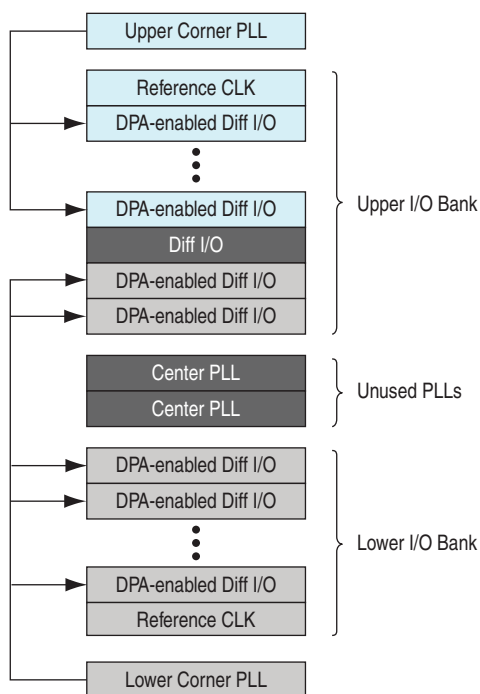 Upper Corner PLL
Reference CLK
DPA-enabled Diff I/O
DPA-enabled Diff I/O
Diff I/O
DPA-enabled Diff I/O
DPA-enabled Diff I/O
Upper I/O Bank
Center PLL
Center PLL
Unused PLLs
DPA-enabled Diff I/O
DPA-enabled Diff I/O
DPA-enabled Diff I/O
Reference CLK
Lower I/O Bank
Lower Corner PLL